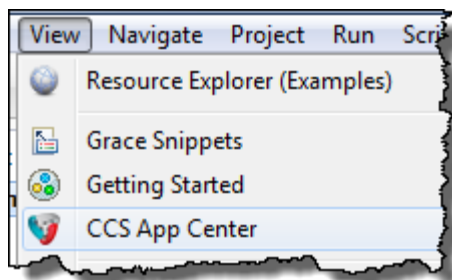 View Navigate Project Run
Resource Explorer (Examples)
Grace Snippets
Getting Started
CCS App Center